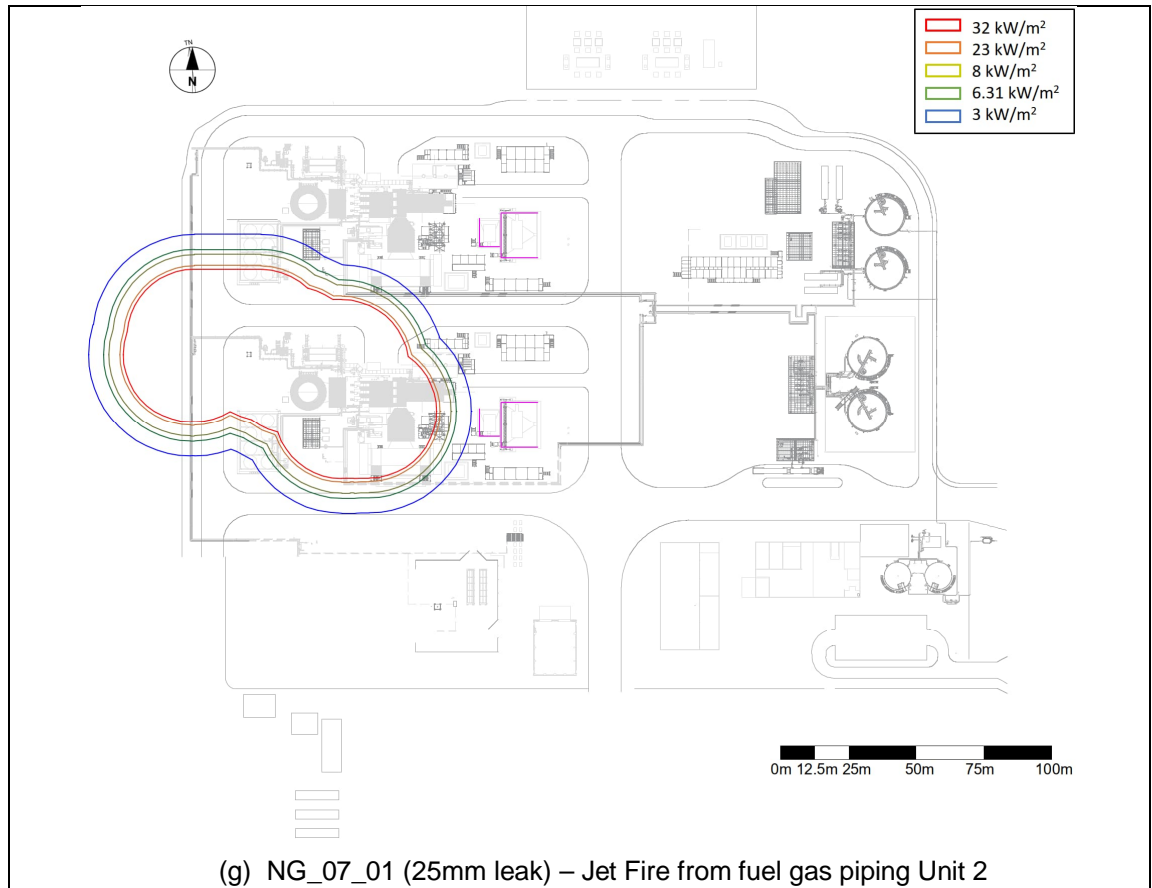 32 kW/m²
23 kW/m²
8 kW/m²
6.31 kW/m²
3 kW/m²
TN
N
0m 12.5m 25m 50m 75m 100m
(g) NG_07_01 (25mm leak) – Jet Fire from fuel gas piping Unit 2